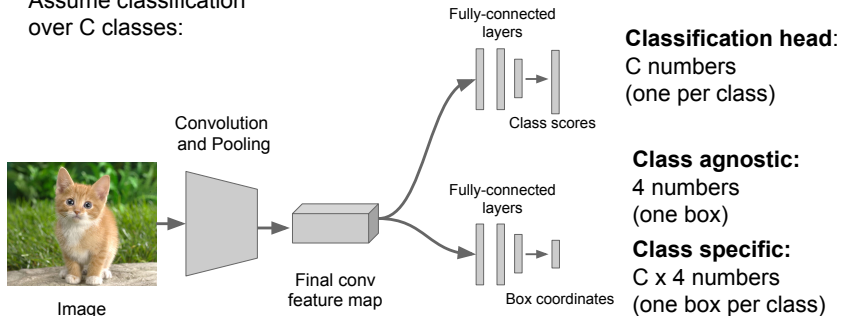 Assume classification
over C classes:
Fully-connected
layers
Classification head:
C numbers
(one per class)
Class scores
Convolution
and Pooling
Class agnostic:
4 numbers
(one box)
Fully-connected
layers
Class specific:
C x 4 numbers
(one box per class)
Final conv
feature map
Box coordinates
Image